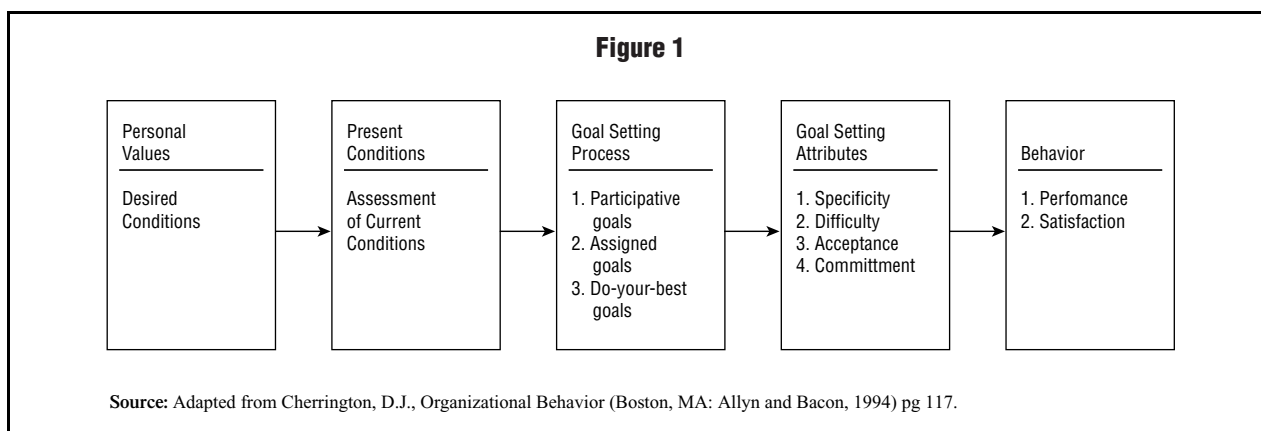 Figure 1
Personal
Values
Desired
Conditions
Present
Conditions
Assessment
of Current
Conditions
Goal Setting
Process
1. Participative
goals
2. Assigned
goals
3. Do-your-best
goals
Goal Setting
Attributes
1. Specificity
2. Difficulty
3. Acceptance
4. Committment
Behavior
1. Perfomance
2. Satisfaction
Source: Adapted from Cherrington, D.J., Organizational Behavior (Boston, MA: Allyn and Bacon, 1994) pg 117.